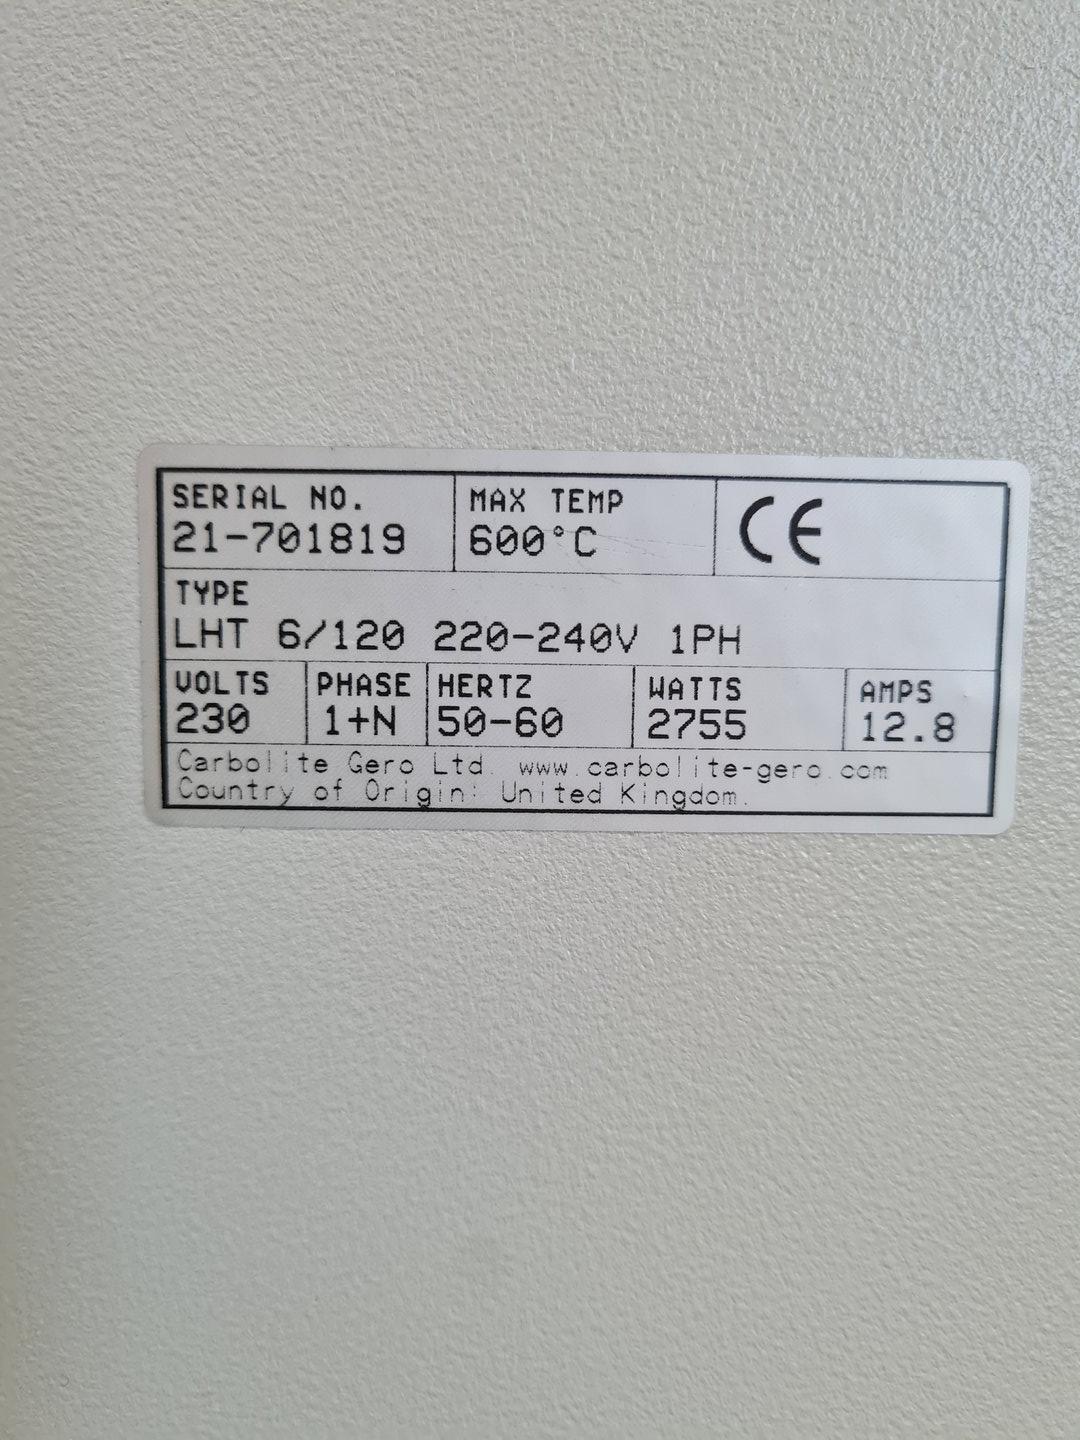 SERIAL NO.
21-701819
MAX TEMP
600°C
CE
TYPE
LHT 6/120 220-240V 1PH
VOLTS
230
PHASE
1+N
HERTZ
50-60
WATTS
2755
AMPS
12.8
Carbolite Gero Ltd. www.carbolite-gero.com
Country of Origin: United Kingdom.